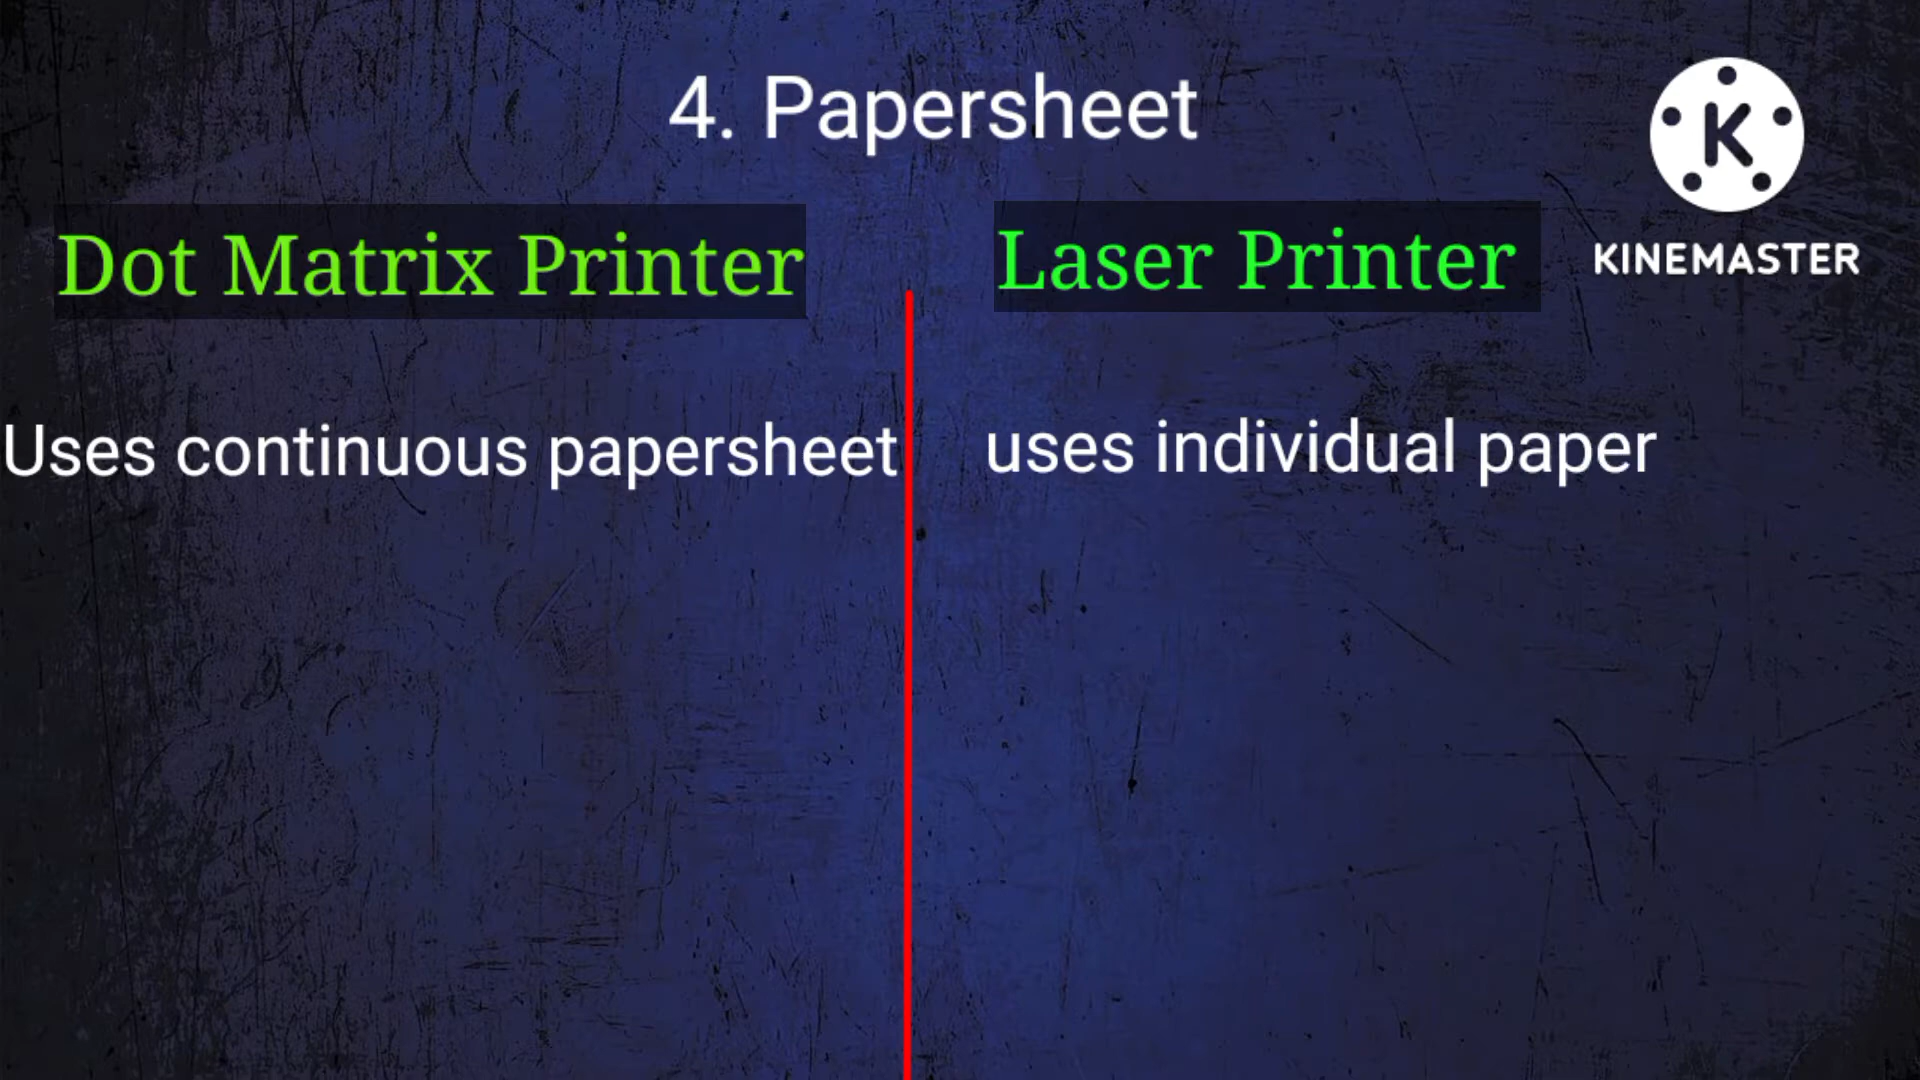 4. Papersheet
Dot Matrix Printer
Laser Printer
K
KINEMASTER
Uses continuous papersheet
uses individual paper